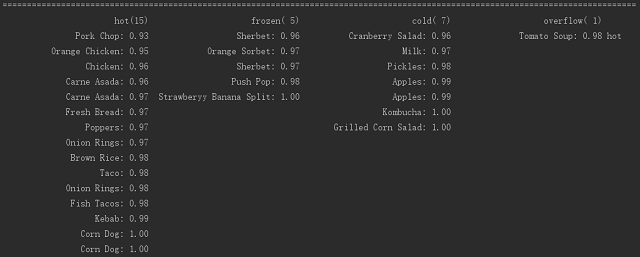 hot(15) frozen( 5) cold( 7) overflow( 1)
Pork Chop: 0.93 Sherbet: 0.96 Cranberry Salad: 0.96 Tomato Soup: 0.98 hot
Orange Chicken: 0.95 Orange Sorbet: 0.97 Milk: 0.97
Chicken: 0.96 Sherbet: 0.97 Pickles: 0.98
Carne Asada: 0.96 Push Pop: 0.98 Apples: 0.99
Carne Asada: 0.97 Strawberyy Banana Split: 1.00 Apples: 0.99
Fresh Bread: 0.97 Kombucha: 1.00
Poppers: 0.97 Grilled Corn Salad: 1.00
Onion Rings: 0.97
Brown Rice: 0.98
Taco: 0.98
Onion Rings: 0.98
Fish Tacos: 0.98
Kebab: 0.99
Corn Dog: 1.00
Corn Dog: 1.00